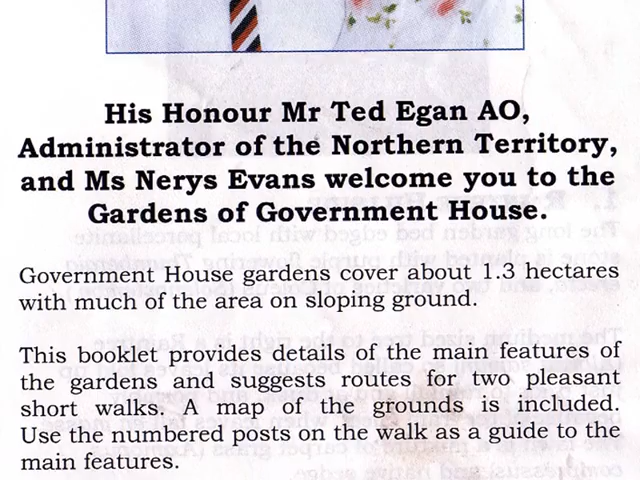 His Honour Mr Ted Egan AO,
Administrator of the Northern Territory,
and Ms Nerys Evans welcome you to the
Gardens of Government House.
Government House gardens cover about 1.3 hectares
with much of the area on sloping ground.
This booklet provides details of the main features of
the gardens and suggests routes for two pleasant
short walks. A map of the grounds is included.
Use the numbered posts on the walk as a guide to the
main features.